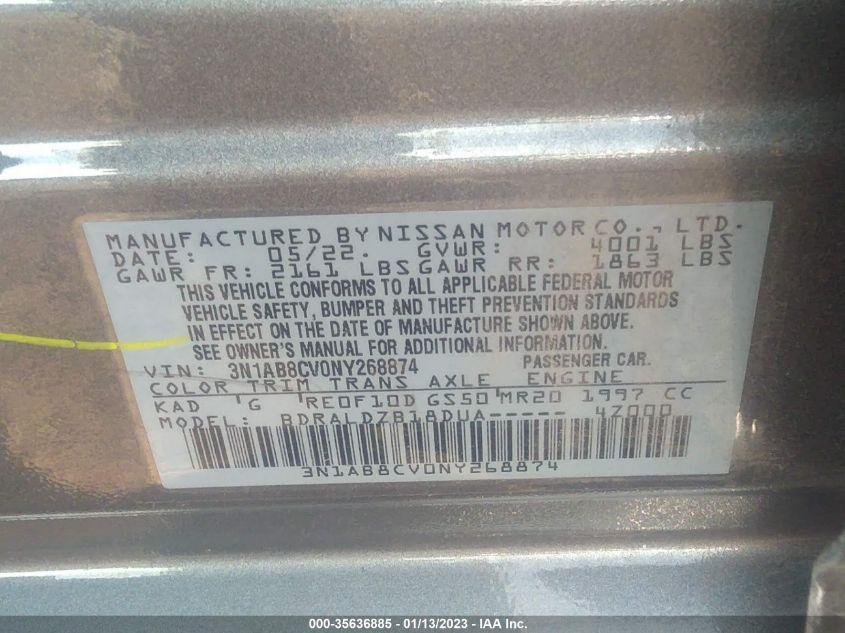 MANUFACTURED BY NISSAN MOTOR CO., LTD.
DATE: 05/22. GVWR: 4001 LBS
GAWR FR: 2161 LBS GAWR RR: 1863 LBS
THIS VEHICLE CONFORMS TO ALL APPLICABLE FEDERAL MOTOR
VEHICLE SAFETY, BUMPER AND THEFT PREVENTION STANDARDS
IN EFFECT ON THE DATE OF MANUFACTURE SHOWN ABOVE.
SEE OWNER'S MANUAL FOR ADDITIONAL INFORMATION.
VIN: 3N1AB8CV0NY268874 PASSENGER CAR.
COLOR TRIM TRANS AXLE ENGINE
KAD G RE0F10D GS50 MR20 1997 CC
MODEL: BDRALDZB18DUA----- 4Z000
3N1AB8CV0NY268874
000-35636885 - 01/13/2023 - © IAA Inc.